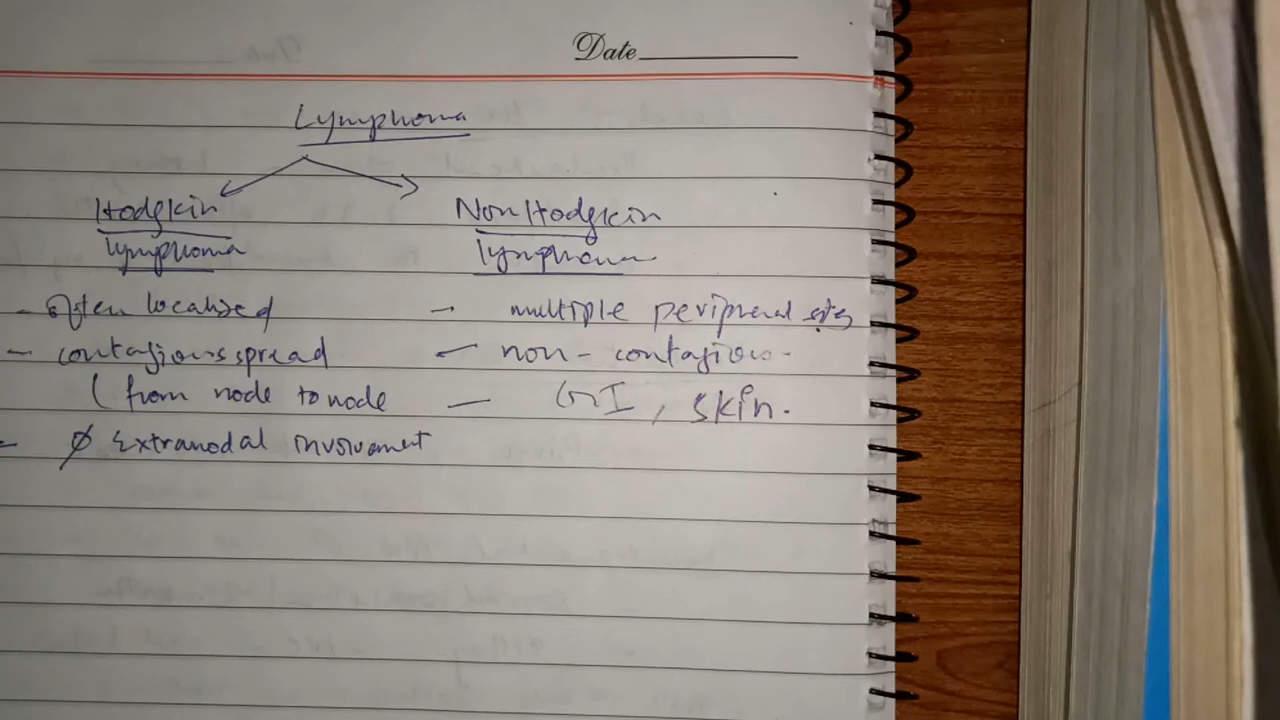 Date
Lymphoma
Hodgkin
lymphoma
Non Hodgkin
lymphoma
- Often localized
- contagious spread
( from node to node
- ϕ Extranodal involvement
- multiple peripheral sites
- non-contagious-
- GI, skin.